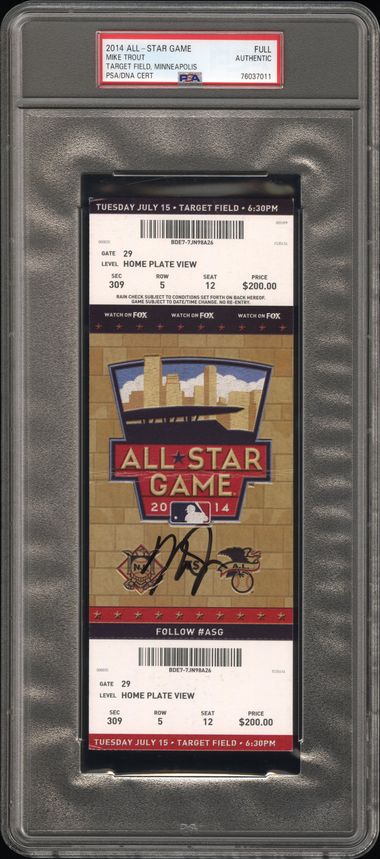 2014 ALL-STAR GAME FULL
MIKE TROUT AUTHENTIC
TARGET FIELD, MINNEAPOLIS
PSA/DNA CERT PSA 76037011
TUESDAY JULY 15 • TARGET FIELD • 6:30PM
BDE7-7JN98A26
GATE 29
LEVEL HOME PLATE VIEW
SEC ROW SEAT PRICE
309 5 12 $200.00
RAIN CHECK SUBJECT TO CONDITIONS SET FORTH ON BACK HEREOF.
GAME SUBJECT TO DATE/TIME CHANGE. NO RE-ENTRY.
WATCH ON FOX WATCH ON FOX WATCH ON FOX
ALL★STAR
GAME
20 14
FOLLOW #ASG
BDE7-7JN98A26
GATE 29
LEVEL HOME PLATE VIEW
SEC ROW SEAT PRICE
309 5 12 $200.00
TUESDAY JULY 15 • TARGET FIELD • 6:30PM